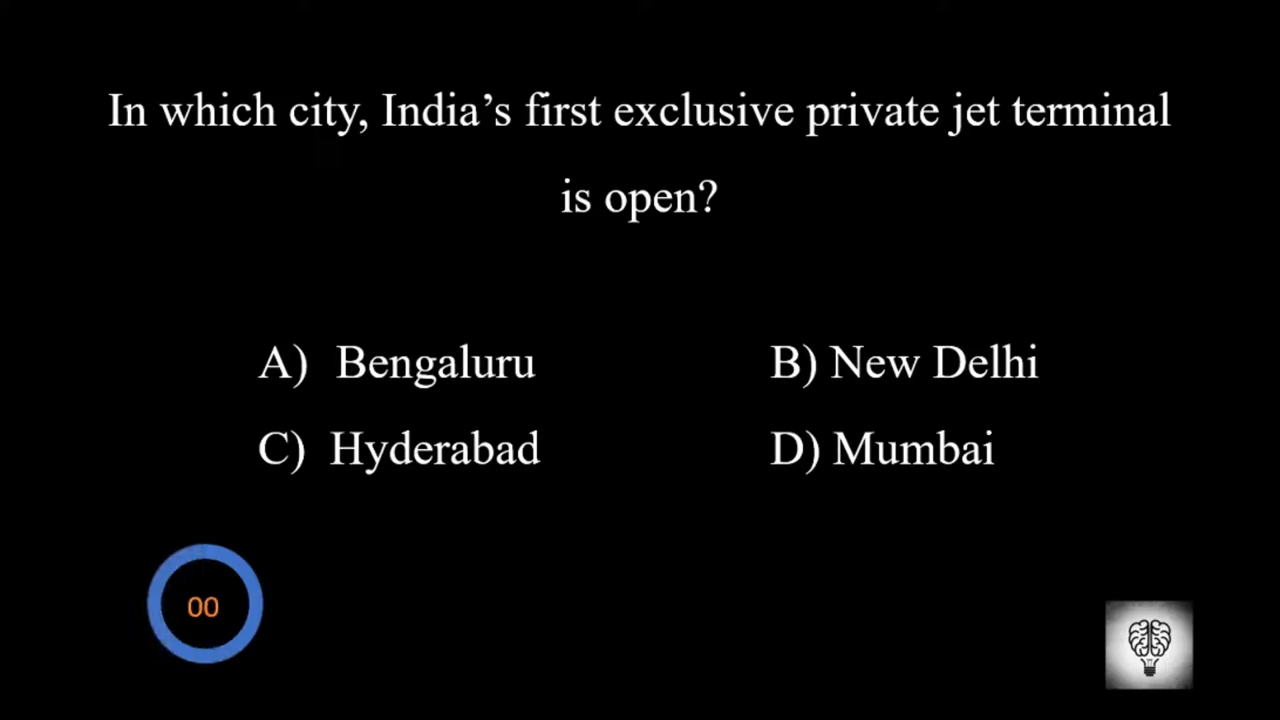 In which city, India’s first exclusive private jet terminal
is open?
A) Bengaluru B) New Delhi
C) Hyderabad D) Mumbai
00